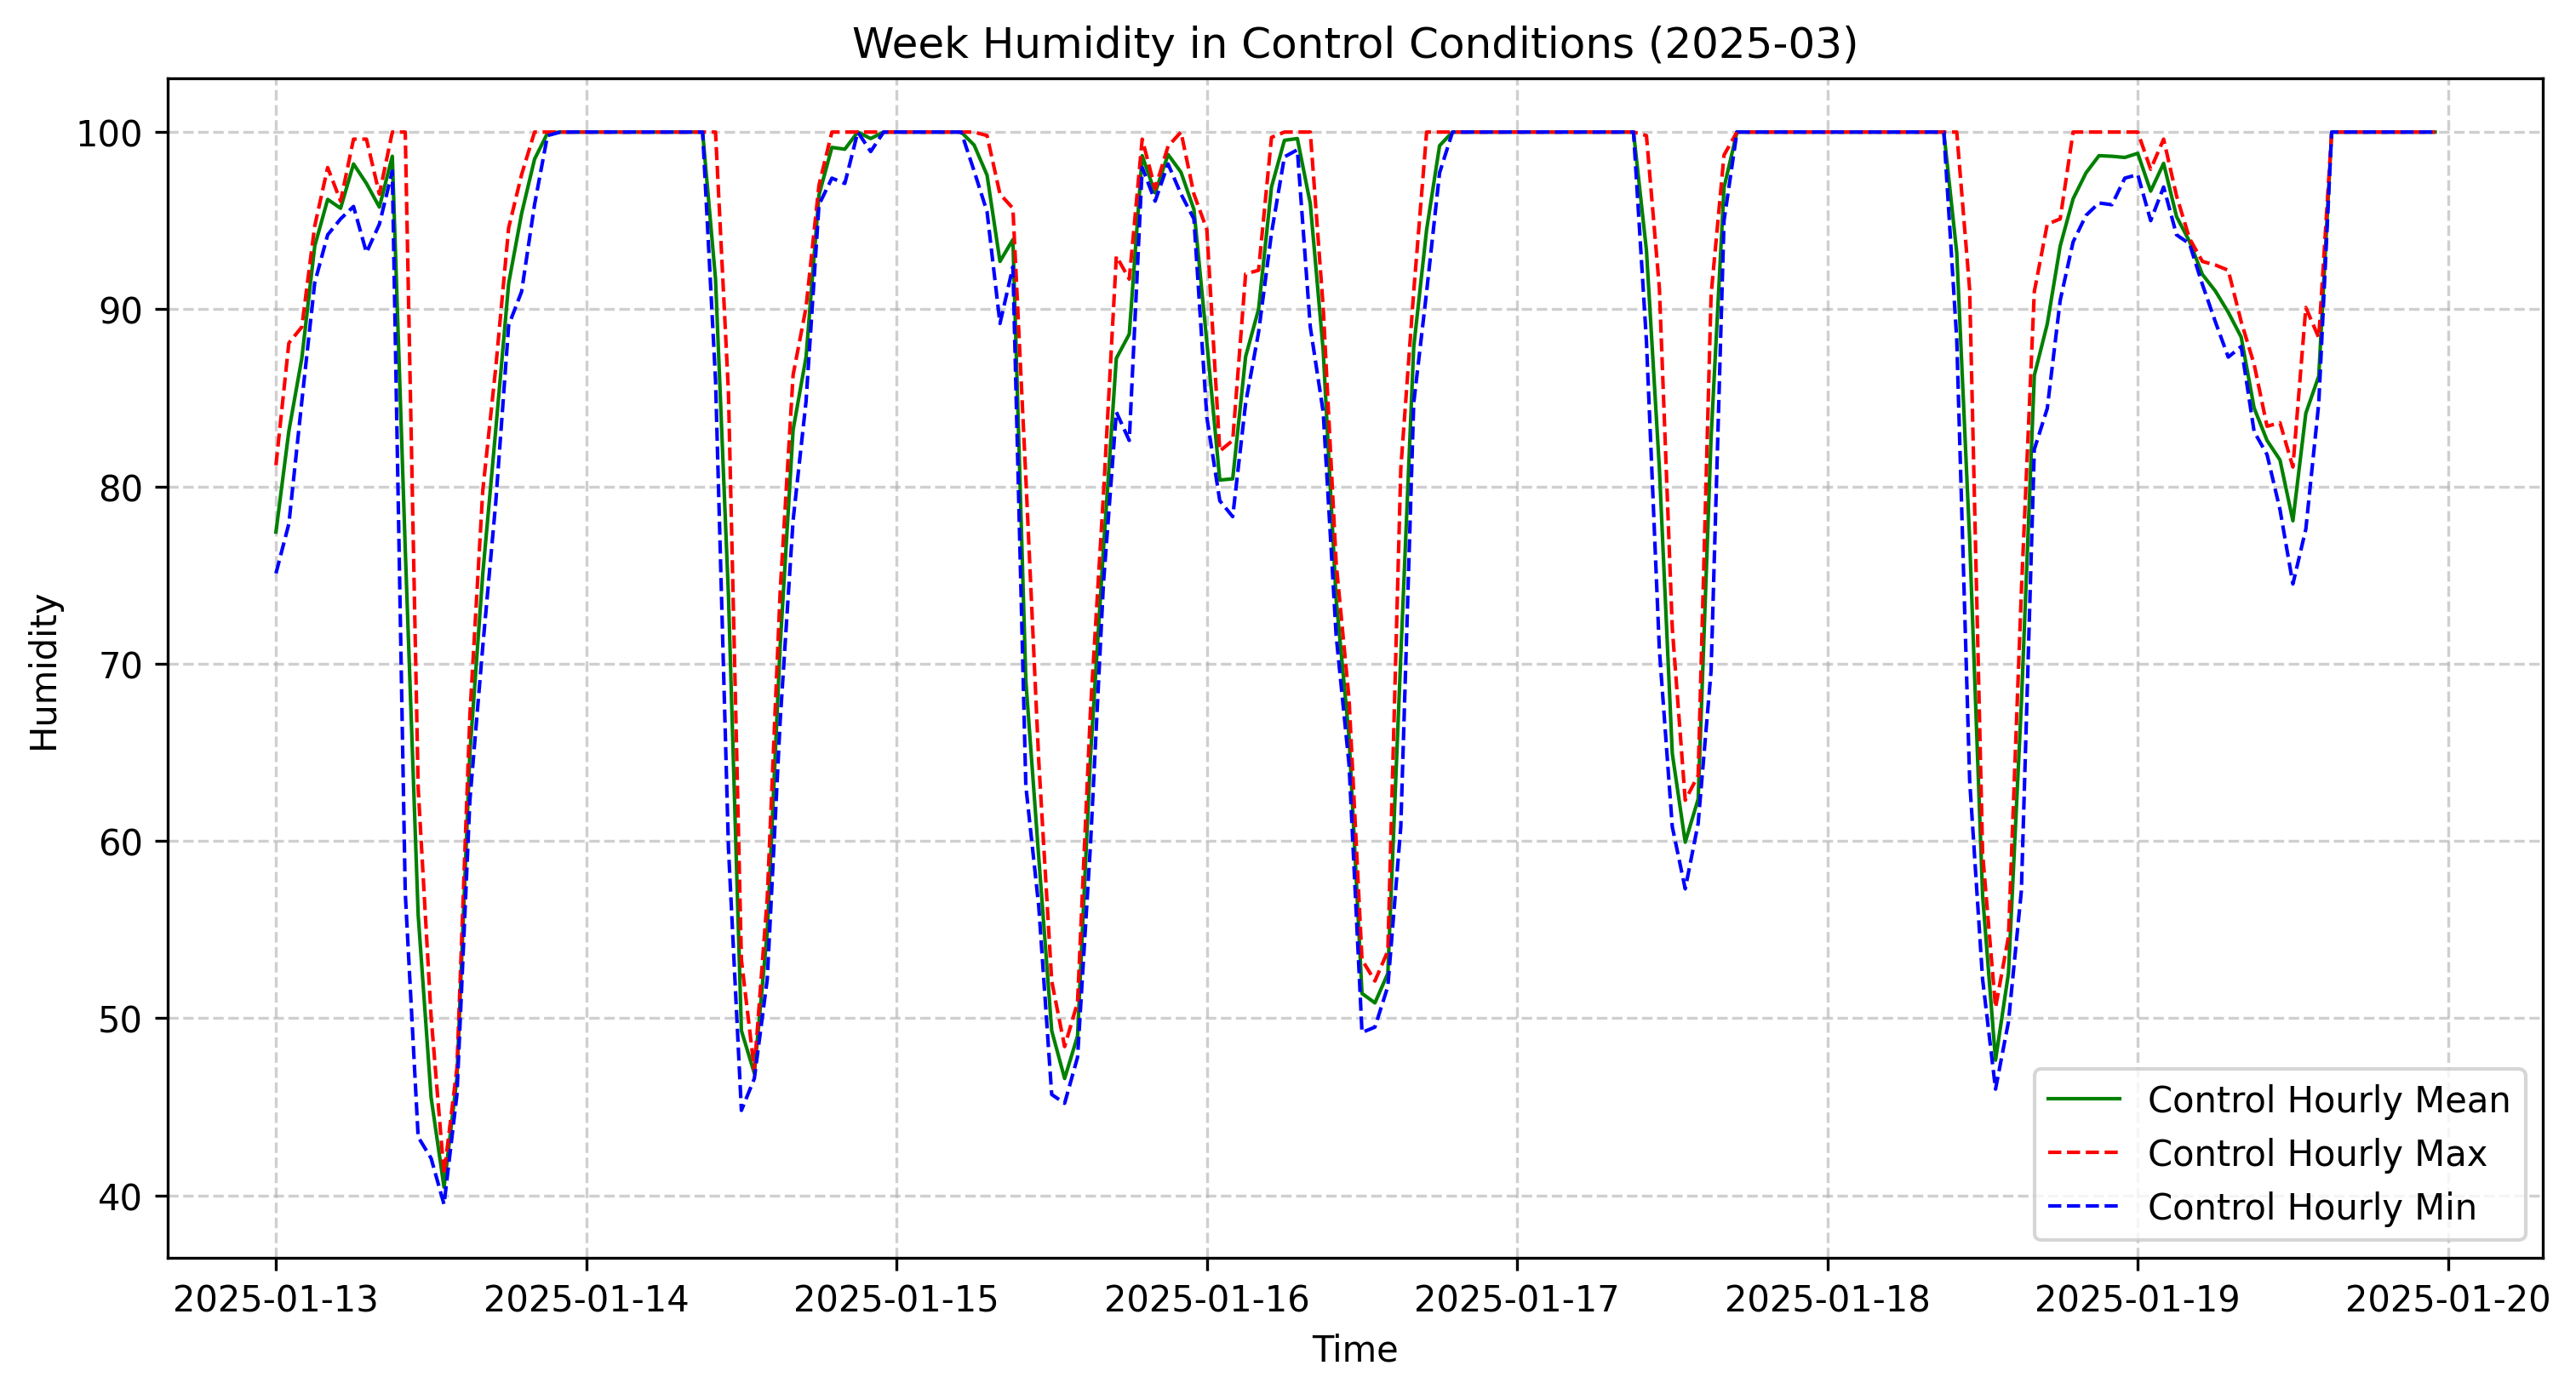 Week Humidity in Control Conditions (2025-03)
Humidity
100
90
80
70
60
50
40
Control Hourly Mean
Control Hourly Max
Control Hourly Min
2025-01-13 2025-01-14 2025-01-15 2025-01-16 2025-01-17 2025-01-18 2025-01-19 2025-01-20
Time